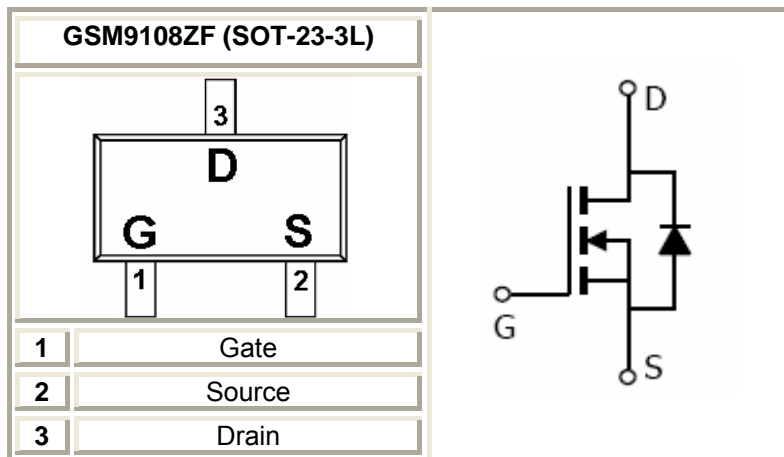 GSM9108ZF (SOT-23-3L)
3
D
G S
1 2
1 Gate
2 Source
3 Drain
D
G
S